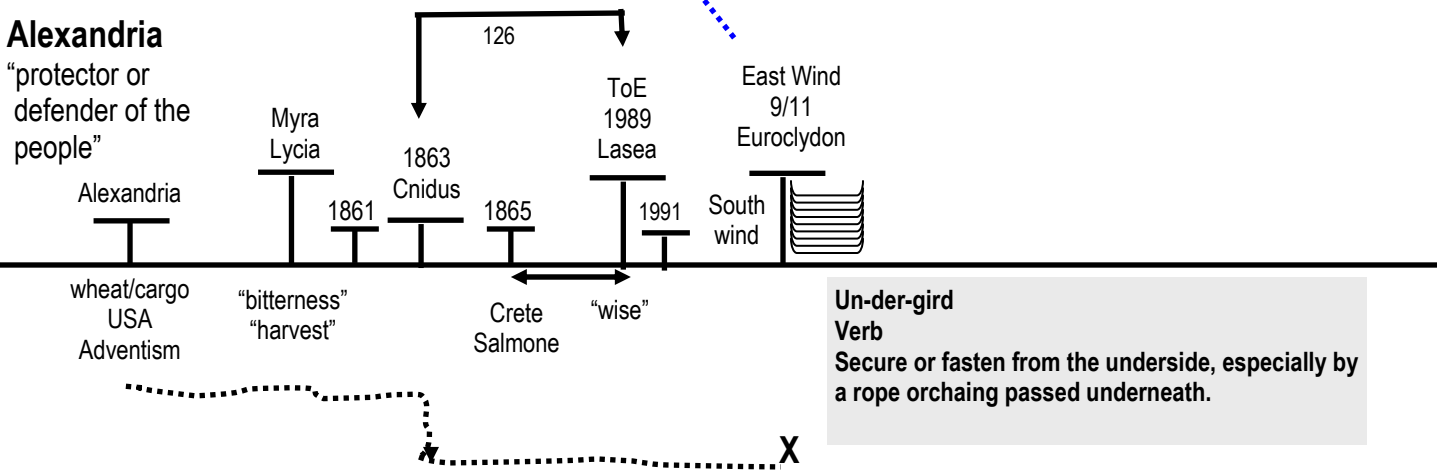 Alexandria
“protector or
defender of the
people”
126
Alexandria
Myra
Lycia
1861
1863
Cnidus
1865
ToE
1989
Lasea
1991
South
wind
East Wind
9/11
Euroclydon
wheat/cargo
USA
Adventism
“bitterness”
“harvest”
Crete
Salmone
“wise”
Un-der-gird
Verb
Secure or fasten from the underside, especially by
a rope orchaing passed underneath.
X